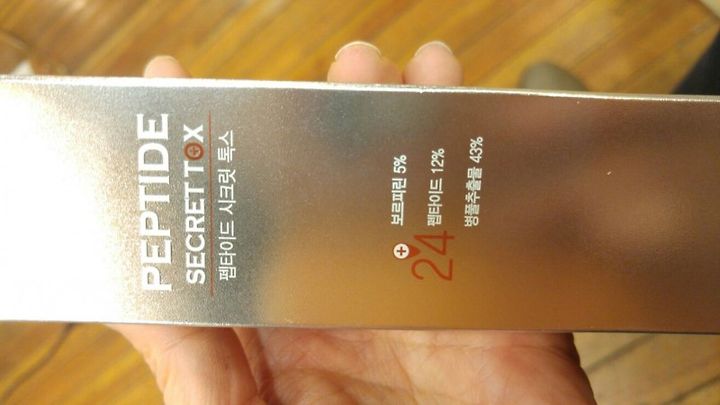 PEPTIDE
SECRET TOX
펩타이드 시크릿 톡스
24
보르피린 5%
펩타이드 12%
병풀추출물 43%